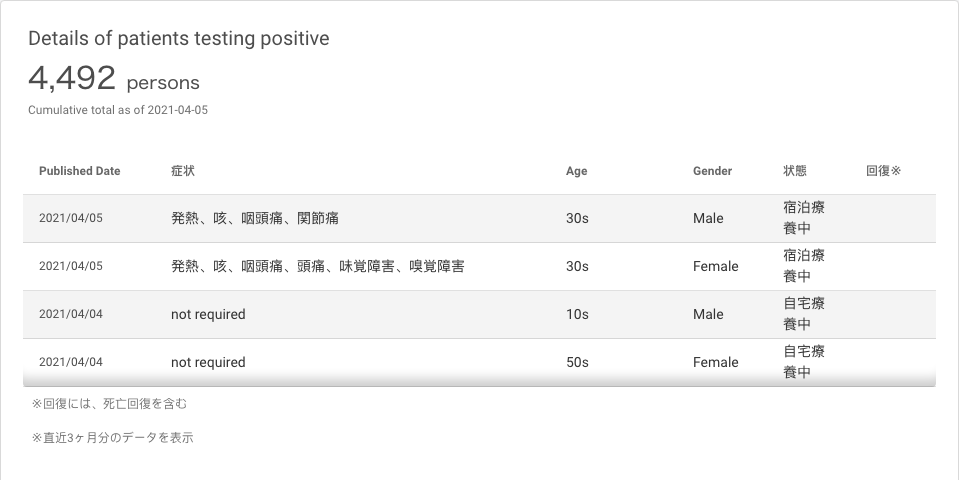 Details of patients testing positive
4,492 persons
Cumulative total as of 2021-04-05
Published Date 症状 Age Gender 状態 回復※
2021/04/05 発熱、咳、咽頭痛、関節痛 30s Male 宿泊療
養中
2021/04/05 発熱、咳、咽頭痛、頭痛、味覚障害、嗅覚障害 30s Female 宿泊療
養中
2021/04/04 not required 10s Male 自宅療
養中
2021/04/04 not required 50s Female 自宅療
養中
※回復には、死亡回復を含む
※直近3ヶ月分のデータを表示